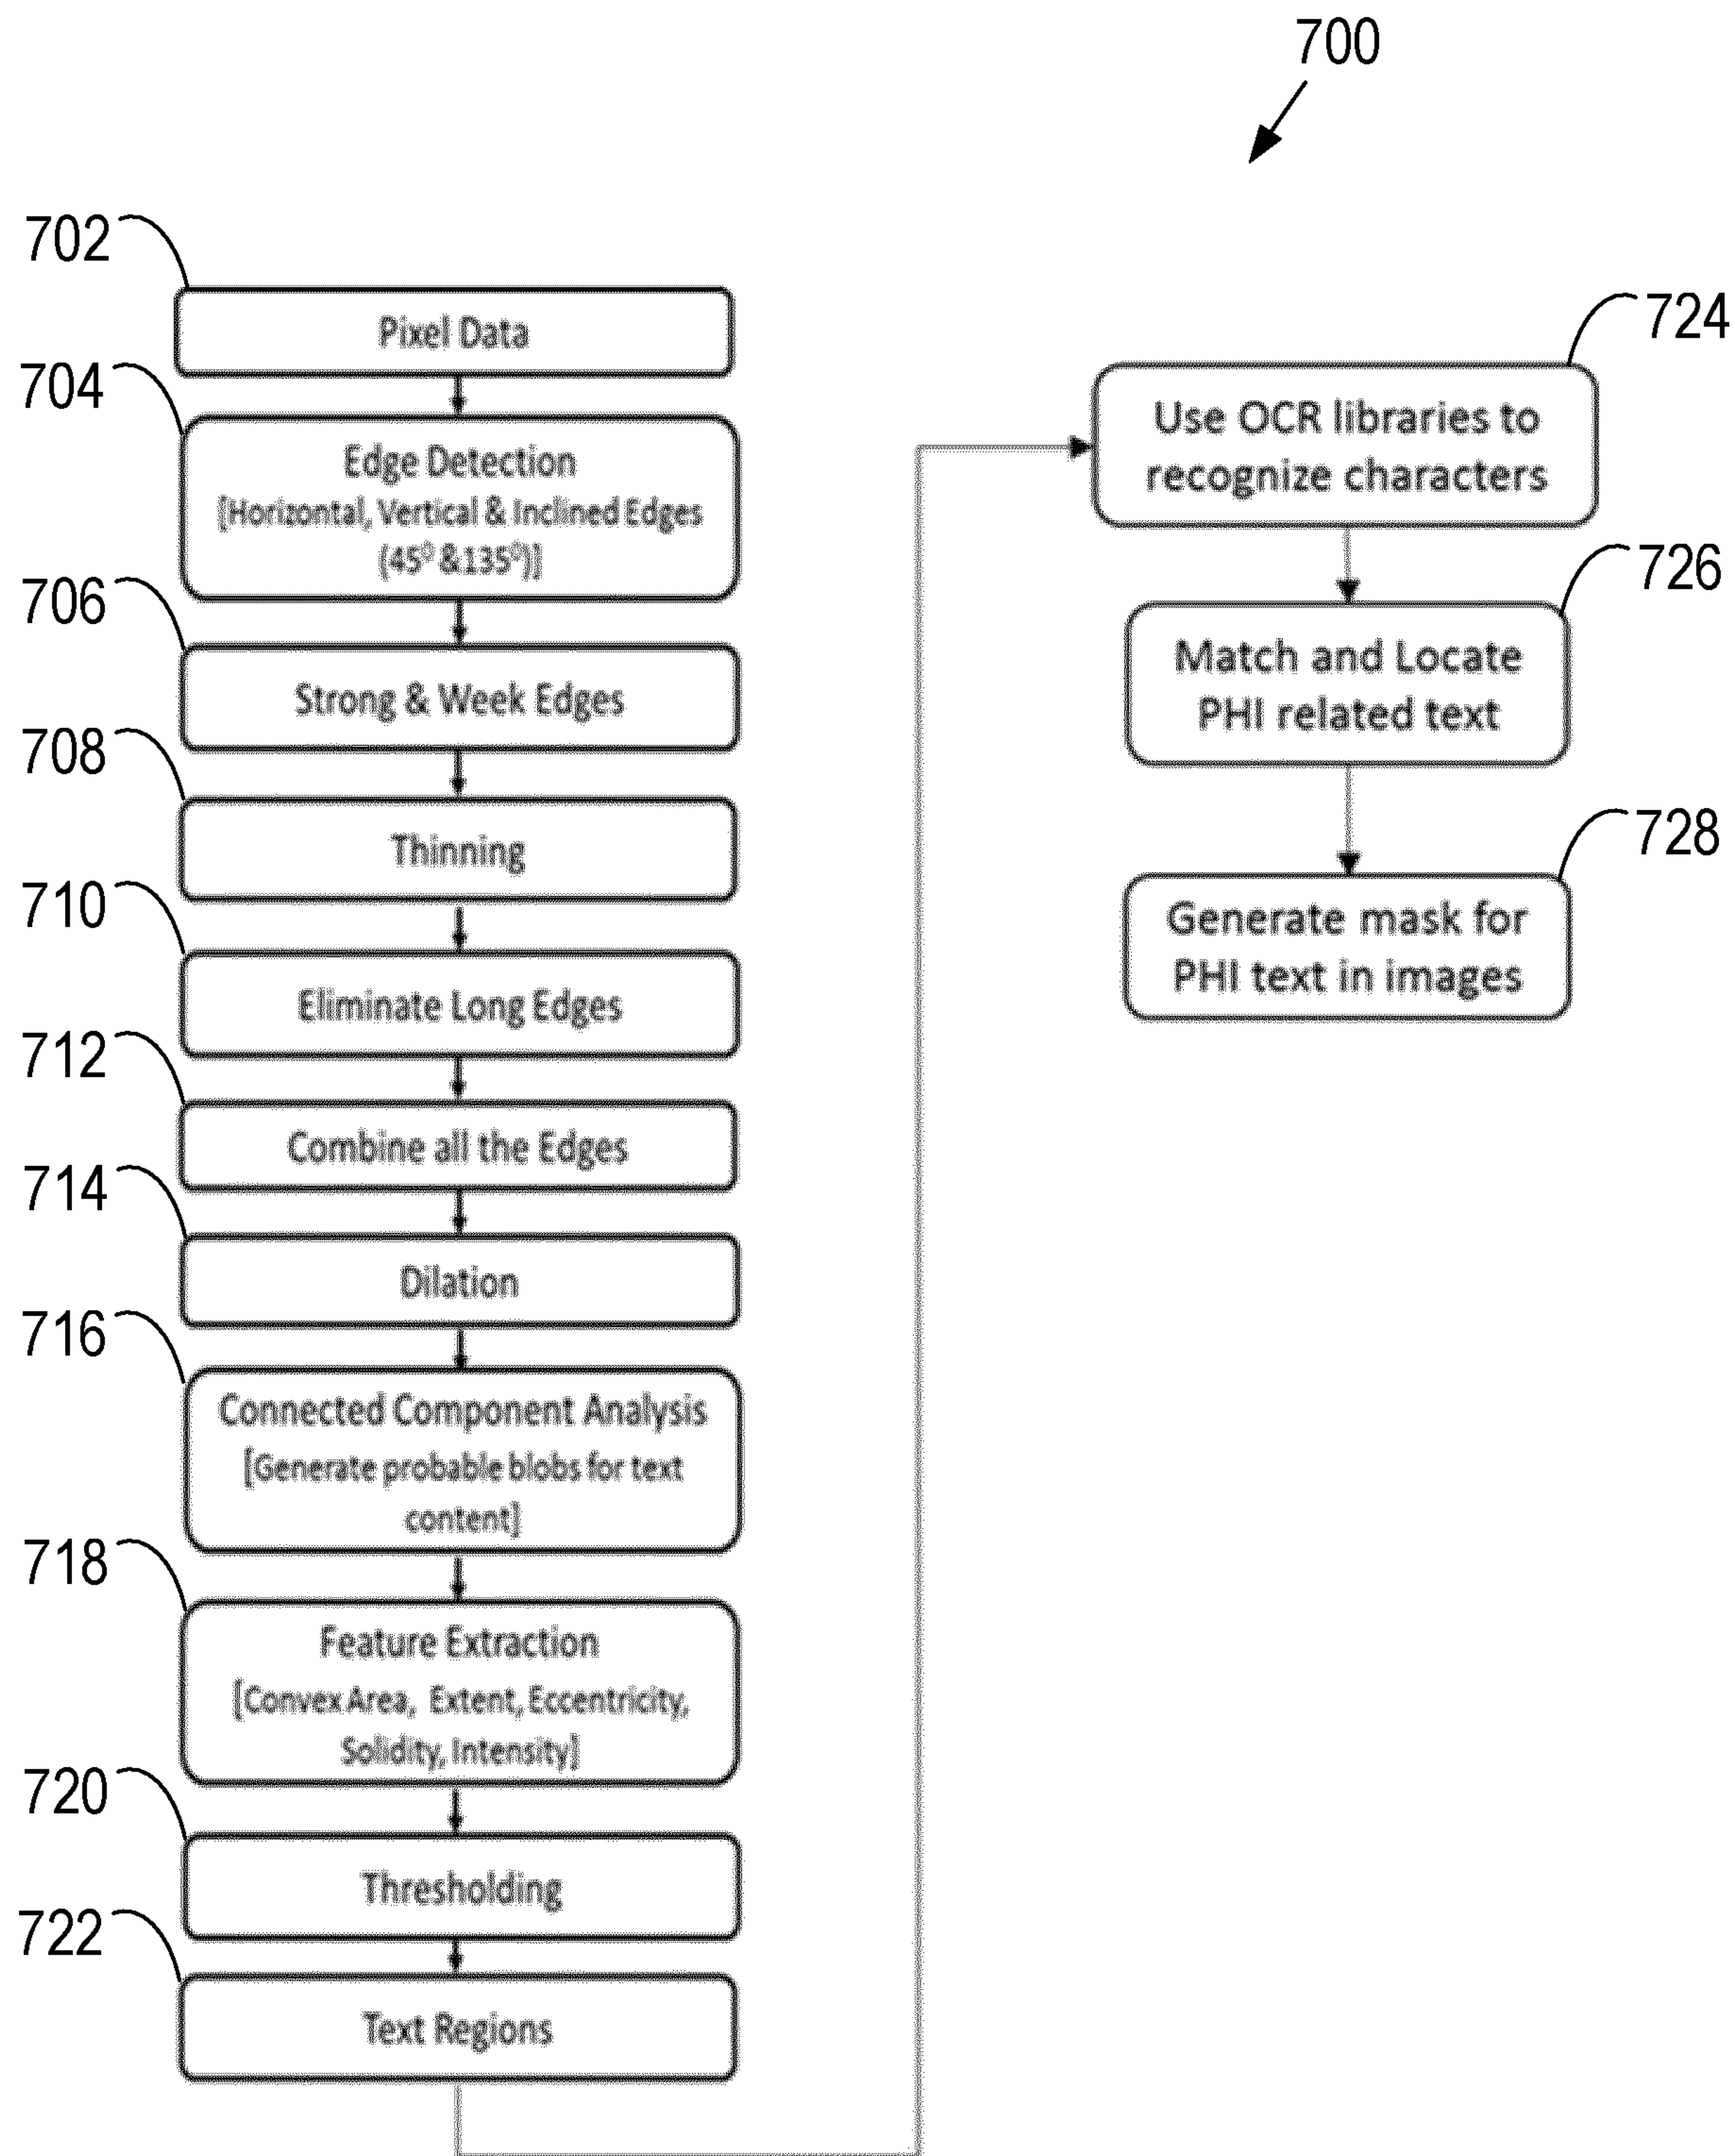 700
702
Pixel Data
704
Edge Detection
[Horizontal, Vertical & Inclined Edges
(45⁰ &135⁰)]
706
Strong & Week Edges
708
Thinning
710
Eliminate Long Edges
712
Combine all the Edges
714
Dilation
716
Connected Component Analysis
[Generate probable blobs for text
content]
718
Feature Extraction
[Convex Area, Extent, Eccentricity,
Solidity, Intensity]
720
Thresholding
722
Text Regions
724
Use OCR libraries to
recognize characters
726
Match and Locate
PHI related text
728
Generate mask for
PHI text in images